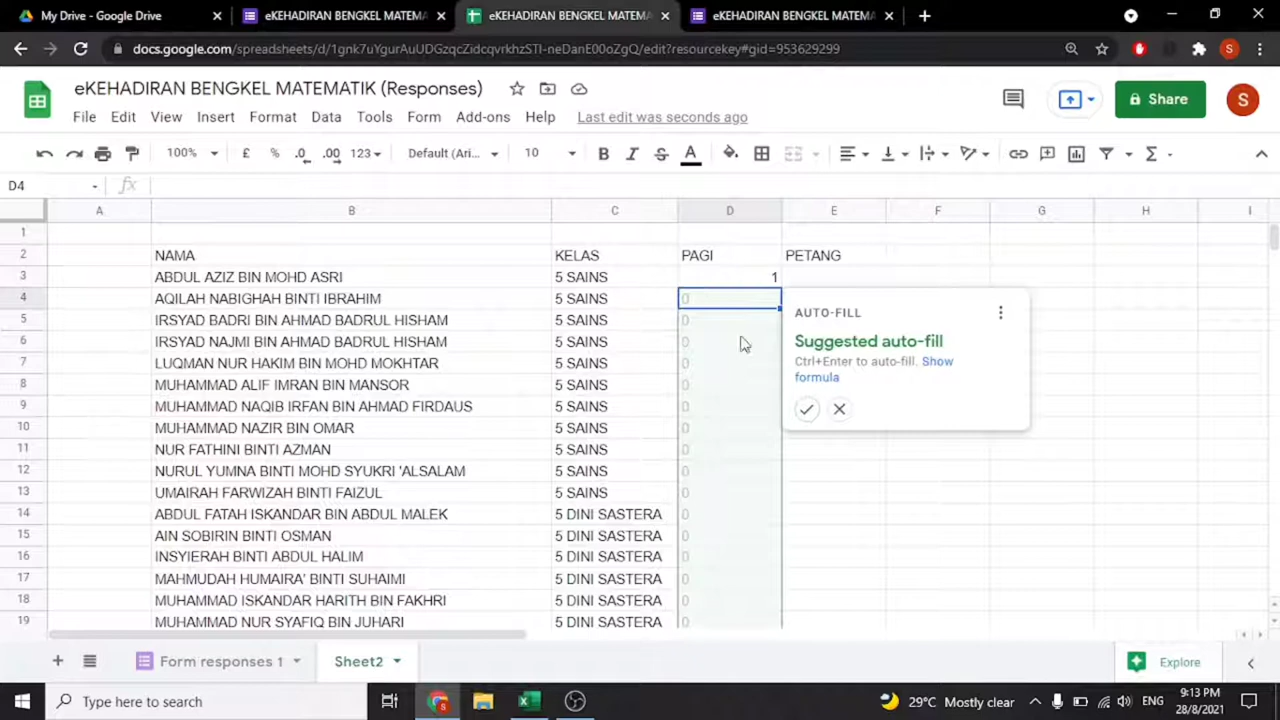 My Drive - Google Drive
eKEHADIRAN BENGKEL MATEMA
eKEHADIRAN BENGKEL MATEMA
eKEHADIRAN BENGKEL MATEMA
docs.google.com/spreadsheets/d/1gnk7uYgurAuUDGzqcZidcqvrkhzSTI-neDanE00oZgQ/edit?resourcekey#gid=953629299
S
eKEHADIRAN BENGKEL MATEMATIK (Responses)
Share
S
File Edit View Insert Format Data Tools Form Add-ons Help Last edit was seconds ago
100% £ % .0 .00 123 Default (Ari... 10 B I S A Σ
D4 fx
A B C D E F G H I
1
2 NAMA KELAS PAGI PETANG
3 ABDUL AZIZ BIN MOHD ASRI 5 SAINS 1
4 AQILAH NABIGHAH BINTI IBRAHIM 5 SAINS 0
5 IRSYAD BADRI BIN AHMAD BADRUL HISHAM 5 SAINS 0
6 IRSYAD NAJMI BIN AHMAD BADRUL HISHAM 5 SAINS 0
7 LUQMAN NUR HAKIM BIN MOHD MOKHTAR 5 SAINS 0
8 MUHAMMAD ALIF IMRAN BIN MANSOR 5 SAINS 0
9 MUHAMMAD NAQIB IRFAN BIN AHMAD FIRDAUS 5 SAINS 0
10 MUHAMMAD NAZIR BIN OMAR 5 SAINS 0
11 NUR FATHINI BINTI AZMAN 5 SAINS 0
12 NURUL YUMNA BINTI MOHD SYUKRI 'ALSALAM 5 SAINS 0
13 UMAIRAH FARWIZAH BINTI FAIZUL 5 SAINS 0
14 ABDUL FATAH ISKANDAR BIN ABDUL MALEK 5 DINI SASTERA 0
15 AIN SOBIRIN BINTI OSMAN 5 DINI SASTERA 0
16 INSYIERAH BINTI ABDUL HALIM 5 DINI SASTERA 0
17 MAHMUDAH HUMAIRA' BINTI SUHAIMI 5 DINI SASTERA 0
18 MUHAMMAD ISKANDAR HARITH BIN FAKHRI 5 DINI SASTERA 0
19 MUHAMMAD NUR SYAFIQ BIN JUHARI 5 DINI SASTERA 0
AUTO-FILL
Suggested auto-fill
Ctrl+Enter to auto-fill. Show
formula
Form responses 1 Sheet2 Explore
Type here to search
29°C Mostly clear
ENG
9:13 PM
28/8/2021